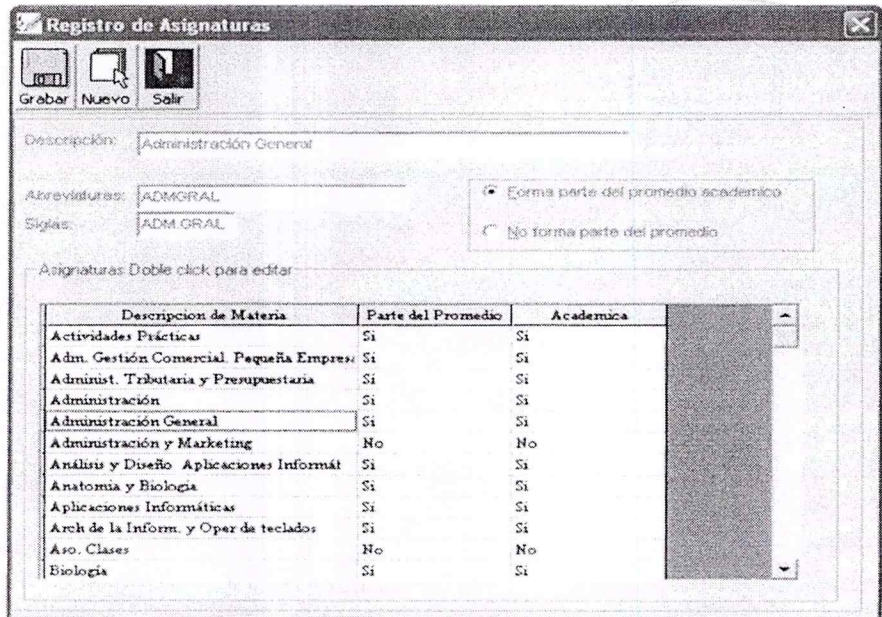 Registro de Asignaturas
Grabar Nuevo Salir
Descripción: Administración General
Abreviaturas: ADMGRAL
Forma parte del promedio academico
Siglas: ADM.GRAL
No forma parte del promedio
Asignaturas Doble click para editar
Descripcion de Materia Parte del Promedio Academica
Actividades Prácticas Si Si
Adm. Gestión Comercial. Pequeña Empresa Si Si
Administ. Tributaria y Presupuestaria Si Si
Administración Si Si
Administración General Si Si
Administración y Marketing No No
Análisis y Diseño Aplicaciones Informát Si Si
Anatomia y Biologia Si Si
Aplicaciones Informáticas Si Si
Arch de la Inform. y Oper de teclados Si Si
Aso. Clases No No
Biología Si Si